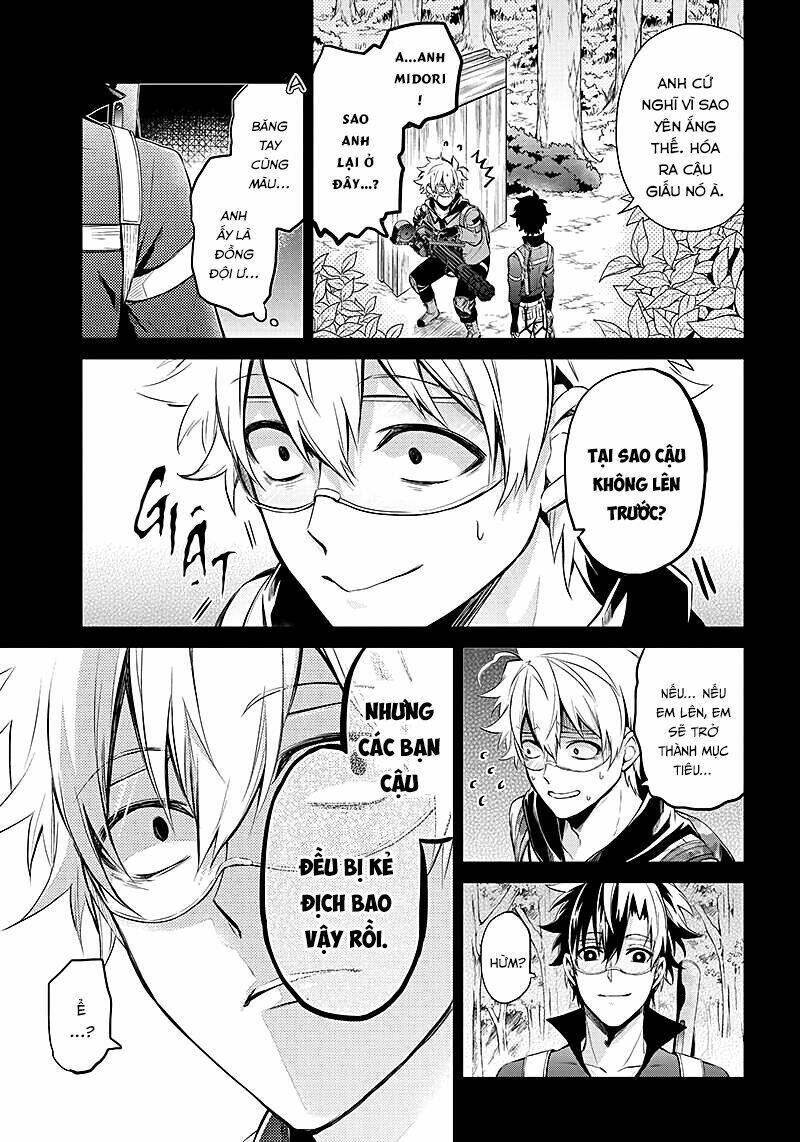 ANH CỨ
NGHĨ VÌ SAO
YÊN ẮNG
THẾ. HÓA
RA CẬU
GIẤU NÓ À.
A...ANH
MIDORI
!
SAO
ANH
LẠI Ở
ĐÂY...?
BĂNG
TAY
CÙNG
MÀU...
ANH
ẤY LÀ
ĐỒNG
ĐỘI Ư...
TẠI SAO CẬU
KHÔNG LÊN
TRƯỚC?
GIẬT
NẾU... NẾU
EM LÊN, EM
SẼ TRỞ
THÀNH MỤC
TIÊU...
HỪM?
NHƯNG
CÁC BẠN
CẬU
ĐỀU BỊ KẺ
ĐỊCH BAO
VÂY RỒI.
Ể
...?